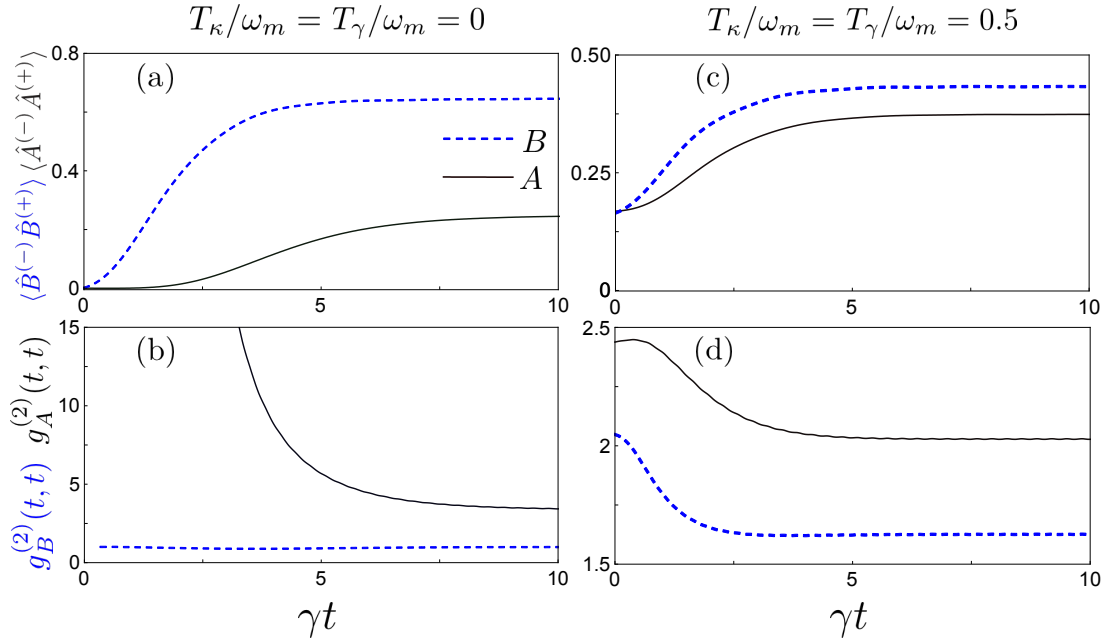 T_κ/ω_m = T_γ/ω_m = 0
T_κ/ω_m = T_γ/ω_m = 0.5
⟨B̂^(−) B̂^(+)⟩ ⟨Â^(−) Â^(+)⟩
(a)
0.8
0.4
0
B
A
0 5 10
(c)
0.50
0.25
0
0 5 10
g_B^(2)(t, t) g_A^(2)(t, t)
(b)
15
10
5
0
0 5 10
γt
(d)
2.5
2
1.5
0 5 10
γt